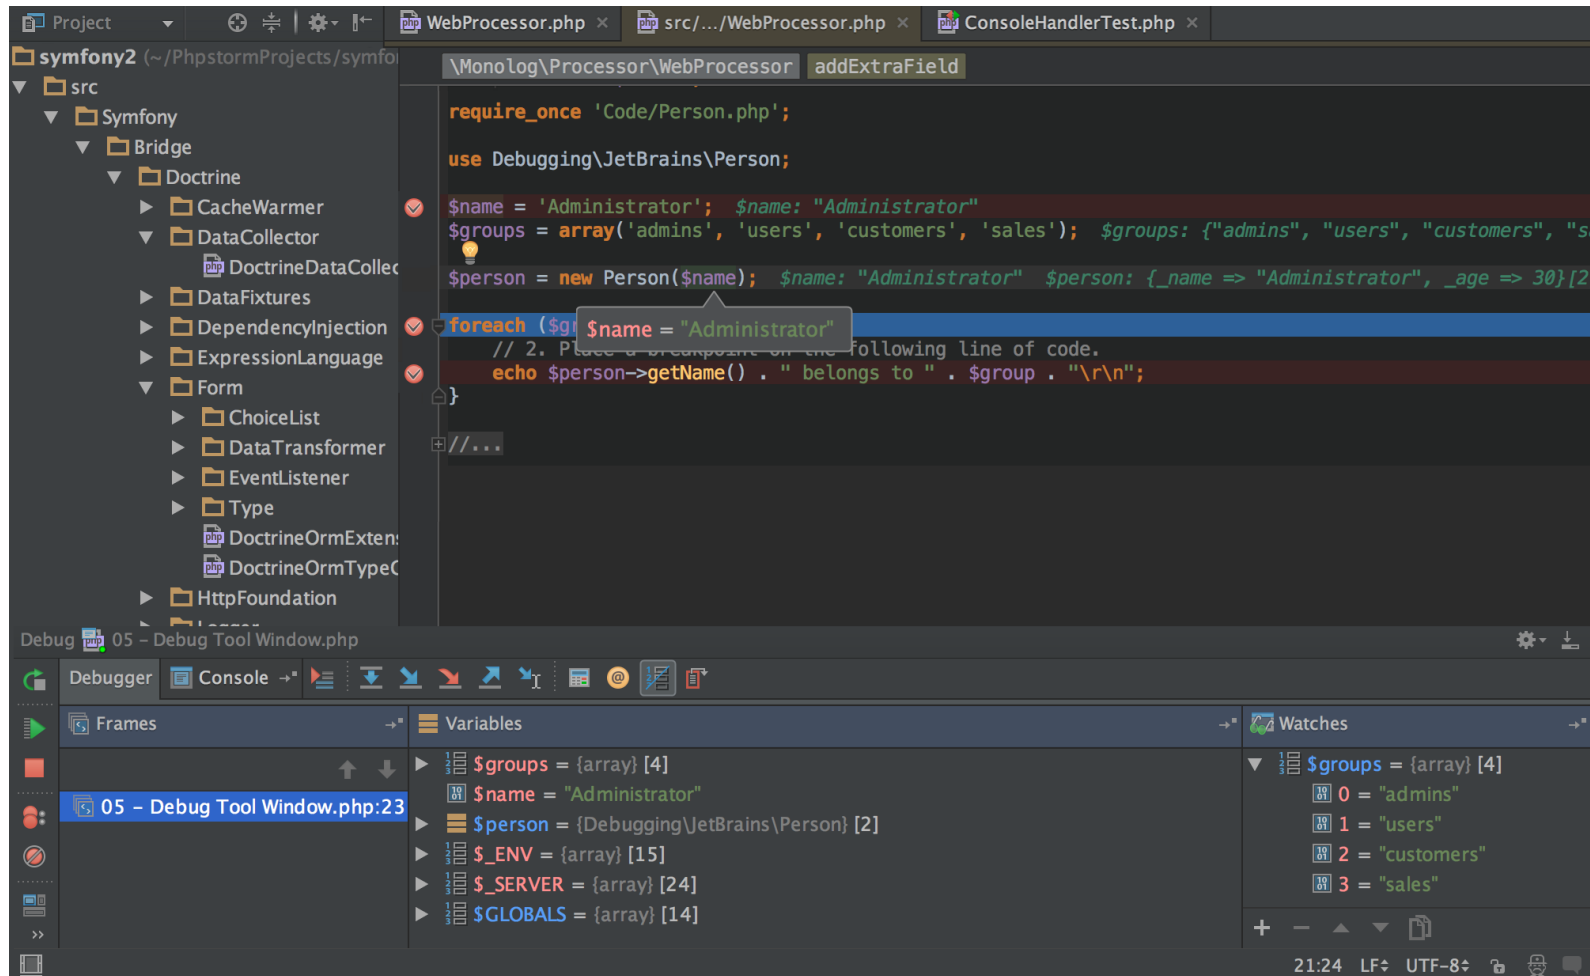 Project
WebProcessor.php
src/.../WebProcessor.php
ConsoleHandlerTest.php
symfony2 (~/PhpstormProjects/symfo
src
Symfony
Bridge
Doctrine
CacheWarmer
DataCollector
DoctrineDataCollec
DataFixtures
DependencyInjection
ExpressionLanguage
Form
ChoiceList
DataTransformer
EventListener
Type
DoctrineOrmExtens
DoctrineOrmTypeG
HttpFoundation
\Monolog\Processor\WebProcessor addExtraField
require_once 'Code/Person.php';
use Debugging\JetBrains\Person;
$name = 'Administrator'; $name: "Administrator"
$groups = array('admins', 'users', 'customers', 'sales'); $groups: {"admins", "users", "customers", "s
$person = new Person($name); $name: "Administrator" $person: {_name => "Administrator", _age => 30}[2
foreach ($g
$name = "Administrator"
// 2. Place a breakpoint on the following line of code.
echo $person->getName() . " belongs to " . $group . "\r\n";
}
//...
Debug 05 – Debug Tool Window.php
Debugger
Console
Frames
05 – Debug Tool Window.php:23
Variables
$groups = {array} [4]
$name = "Administrator"
$person = {Debugging\JetBrains\Person} [2]
$_ENV = {array} [15]
$_SERVER = {array} [24]
$GLOBALS = {array} [14]
Watches
$groups = {array} [4]
0 = "admins"
1 = "users"
2 = "customers"
3 = "sales"
21:24 LF UTF-8